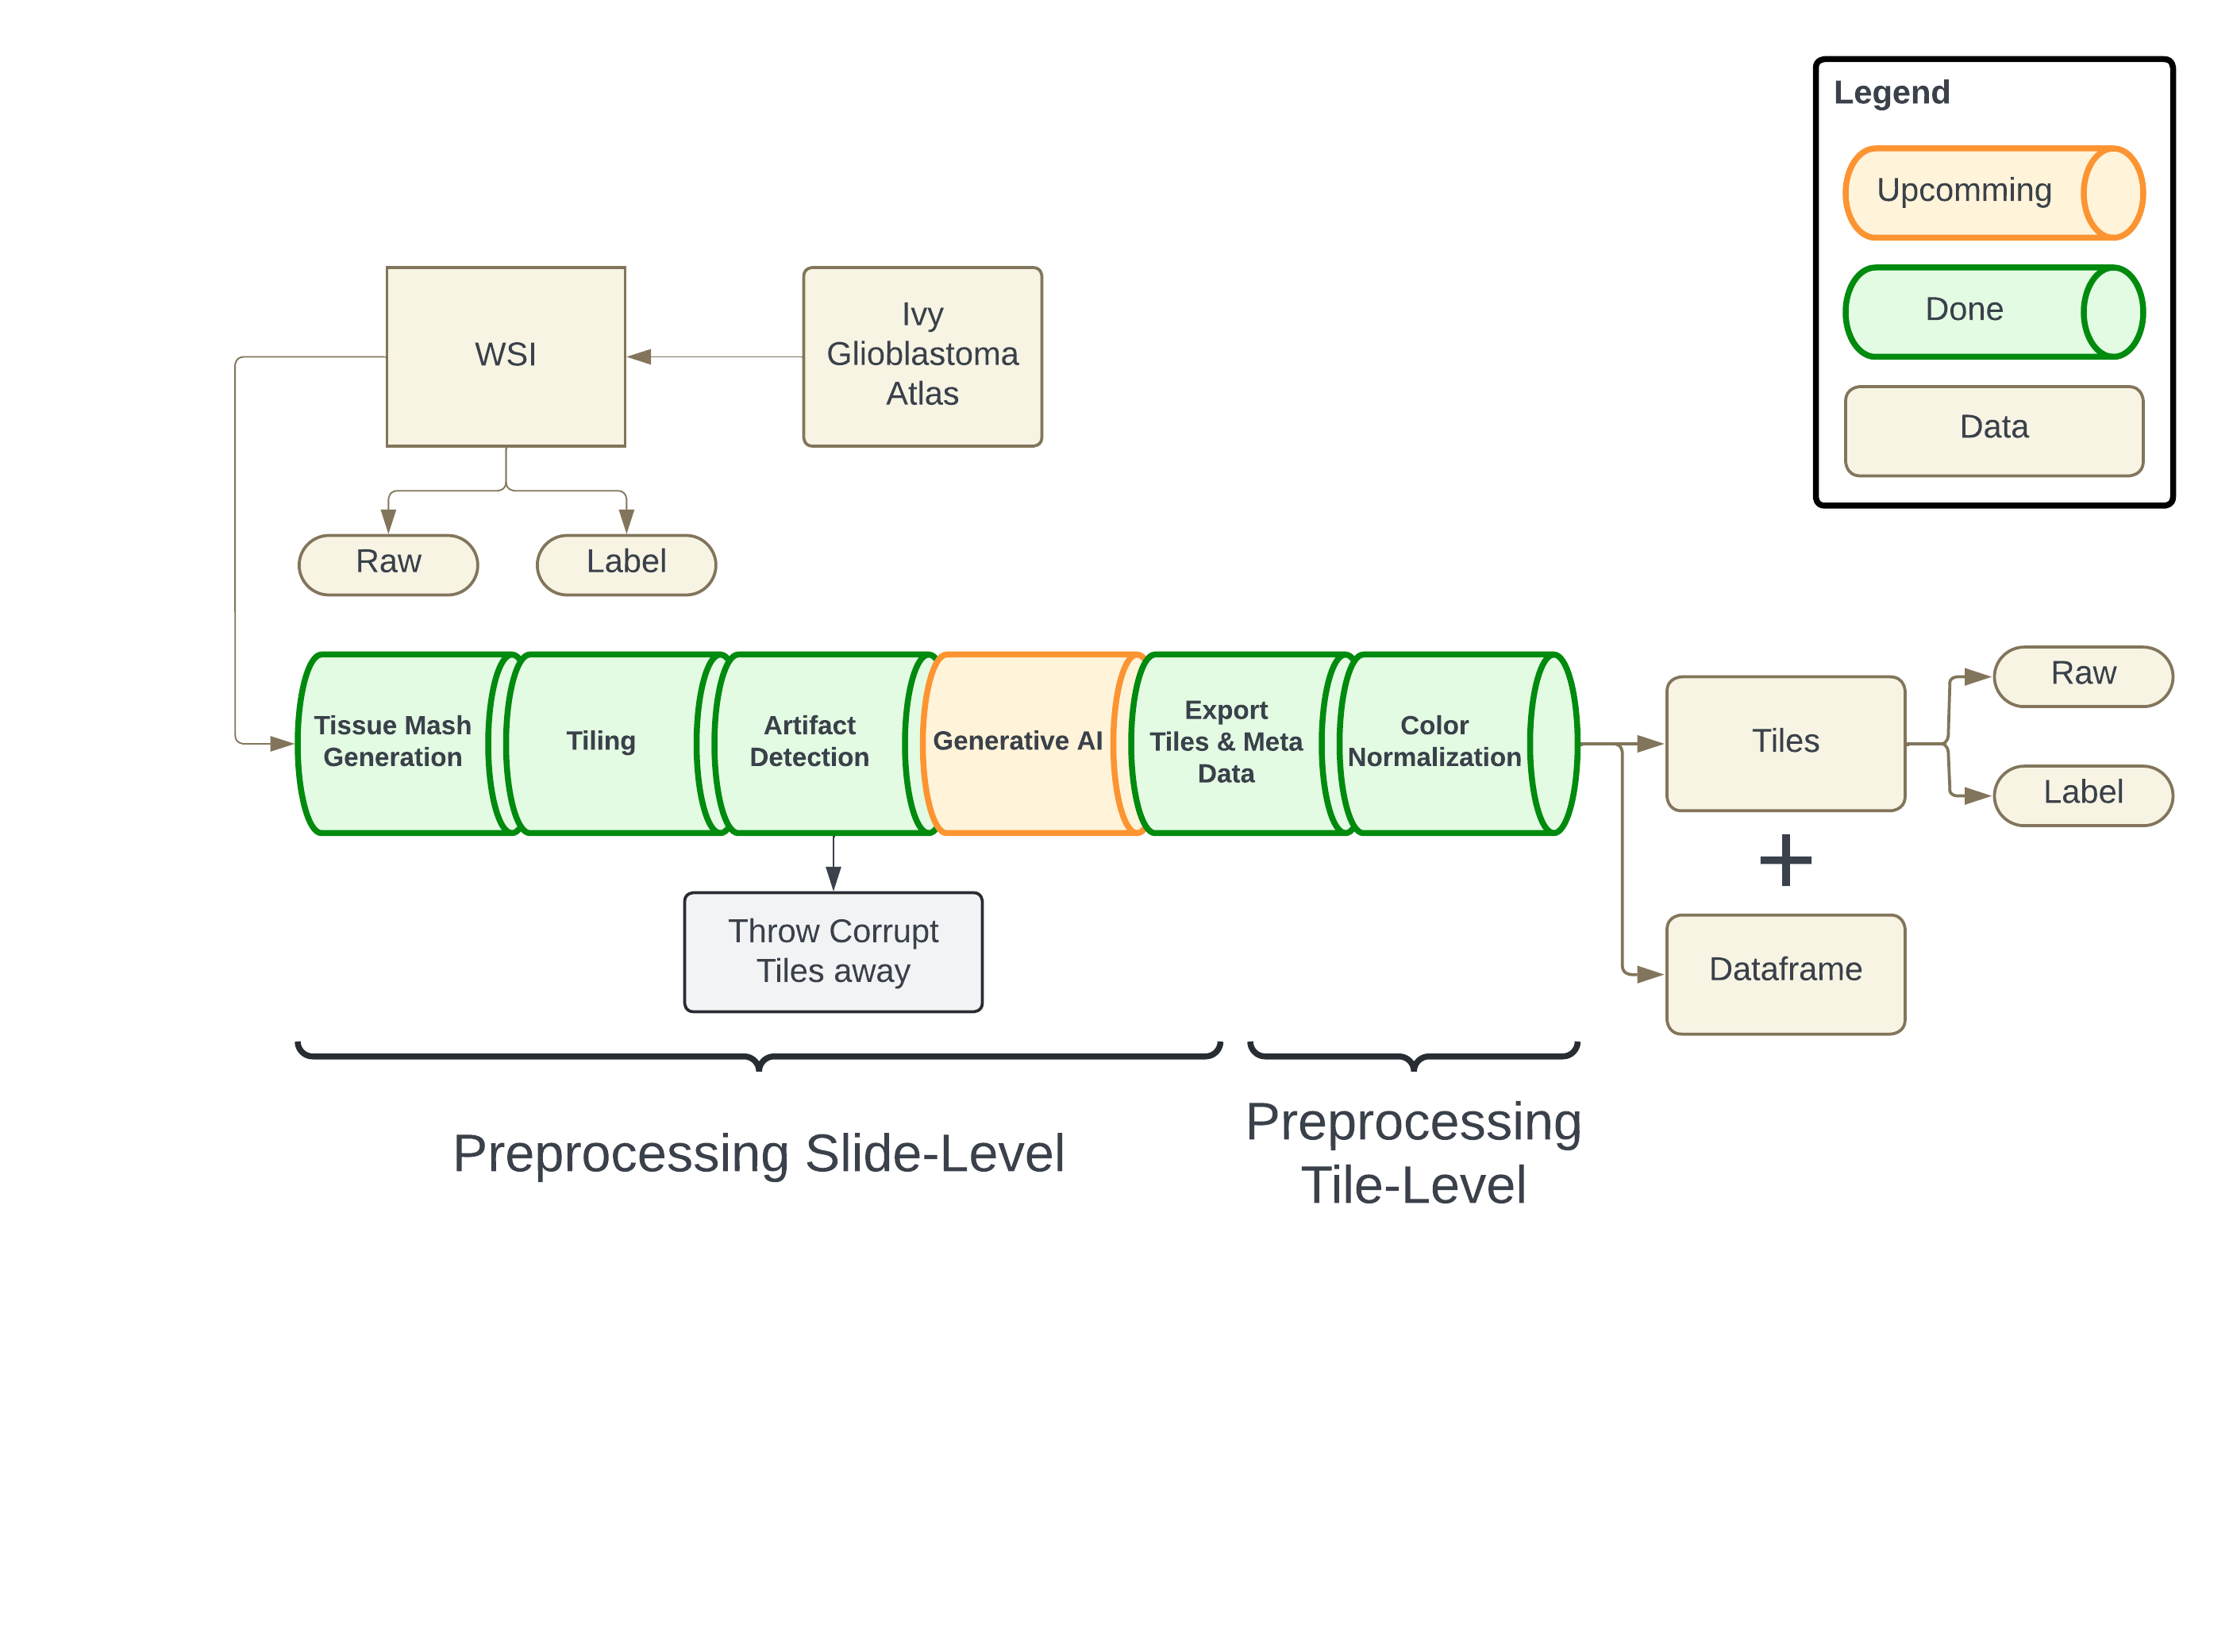 Legend
Upcomming
Done
Data
WSI
Ivy
Glioblastoma
Atlas
Raw
Label
Tissue Mash
Generation
Tiling
Artifact
Detection
Generative AI
Export
Tiles & Meta
Data
Color
Normalization
Tiles
Raw
Label
+
Dataframe
Throw Corrupt
Tiles away
Preprocessing Slide-Level
Preprocessing
Tile-Level